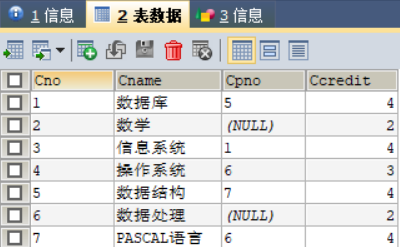 1 信息 2 表数据 3 信息
Cno Cname Cpno Ccredit
1 数据库 5 4
2 数学 (NULL) 2
3 信息系统 1 4
4 操作系统 6 3
5 数据结构 7 4
6 数据处理 (NULL) 2
7 PASCAL语言 6 4